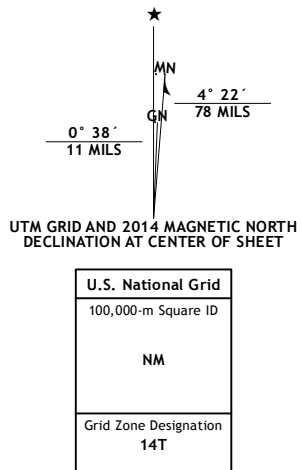 MN
4° 22´
78 MILS
GN
0° 38´
11 MILS
UTM GRID AND 2014 MAGNETIC NORTH
DECLINATION AT CENTER OF SHEET
U.S. National Grid
100,000-m Square ID
NM
Grid Zone Designation
14T